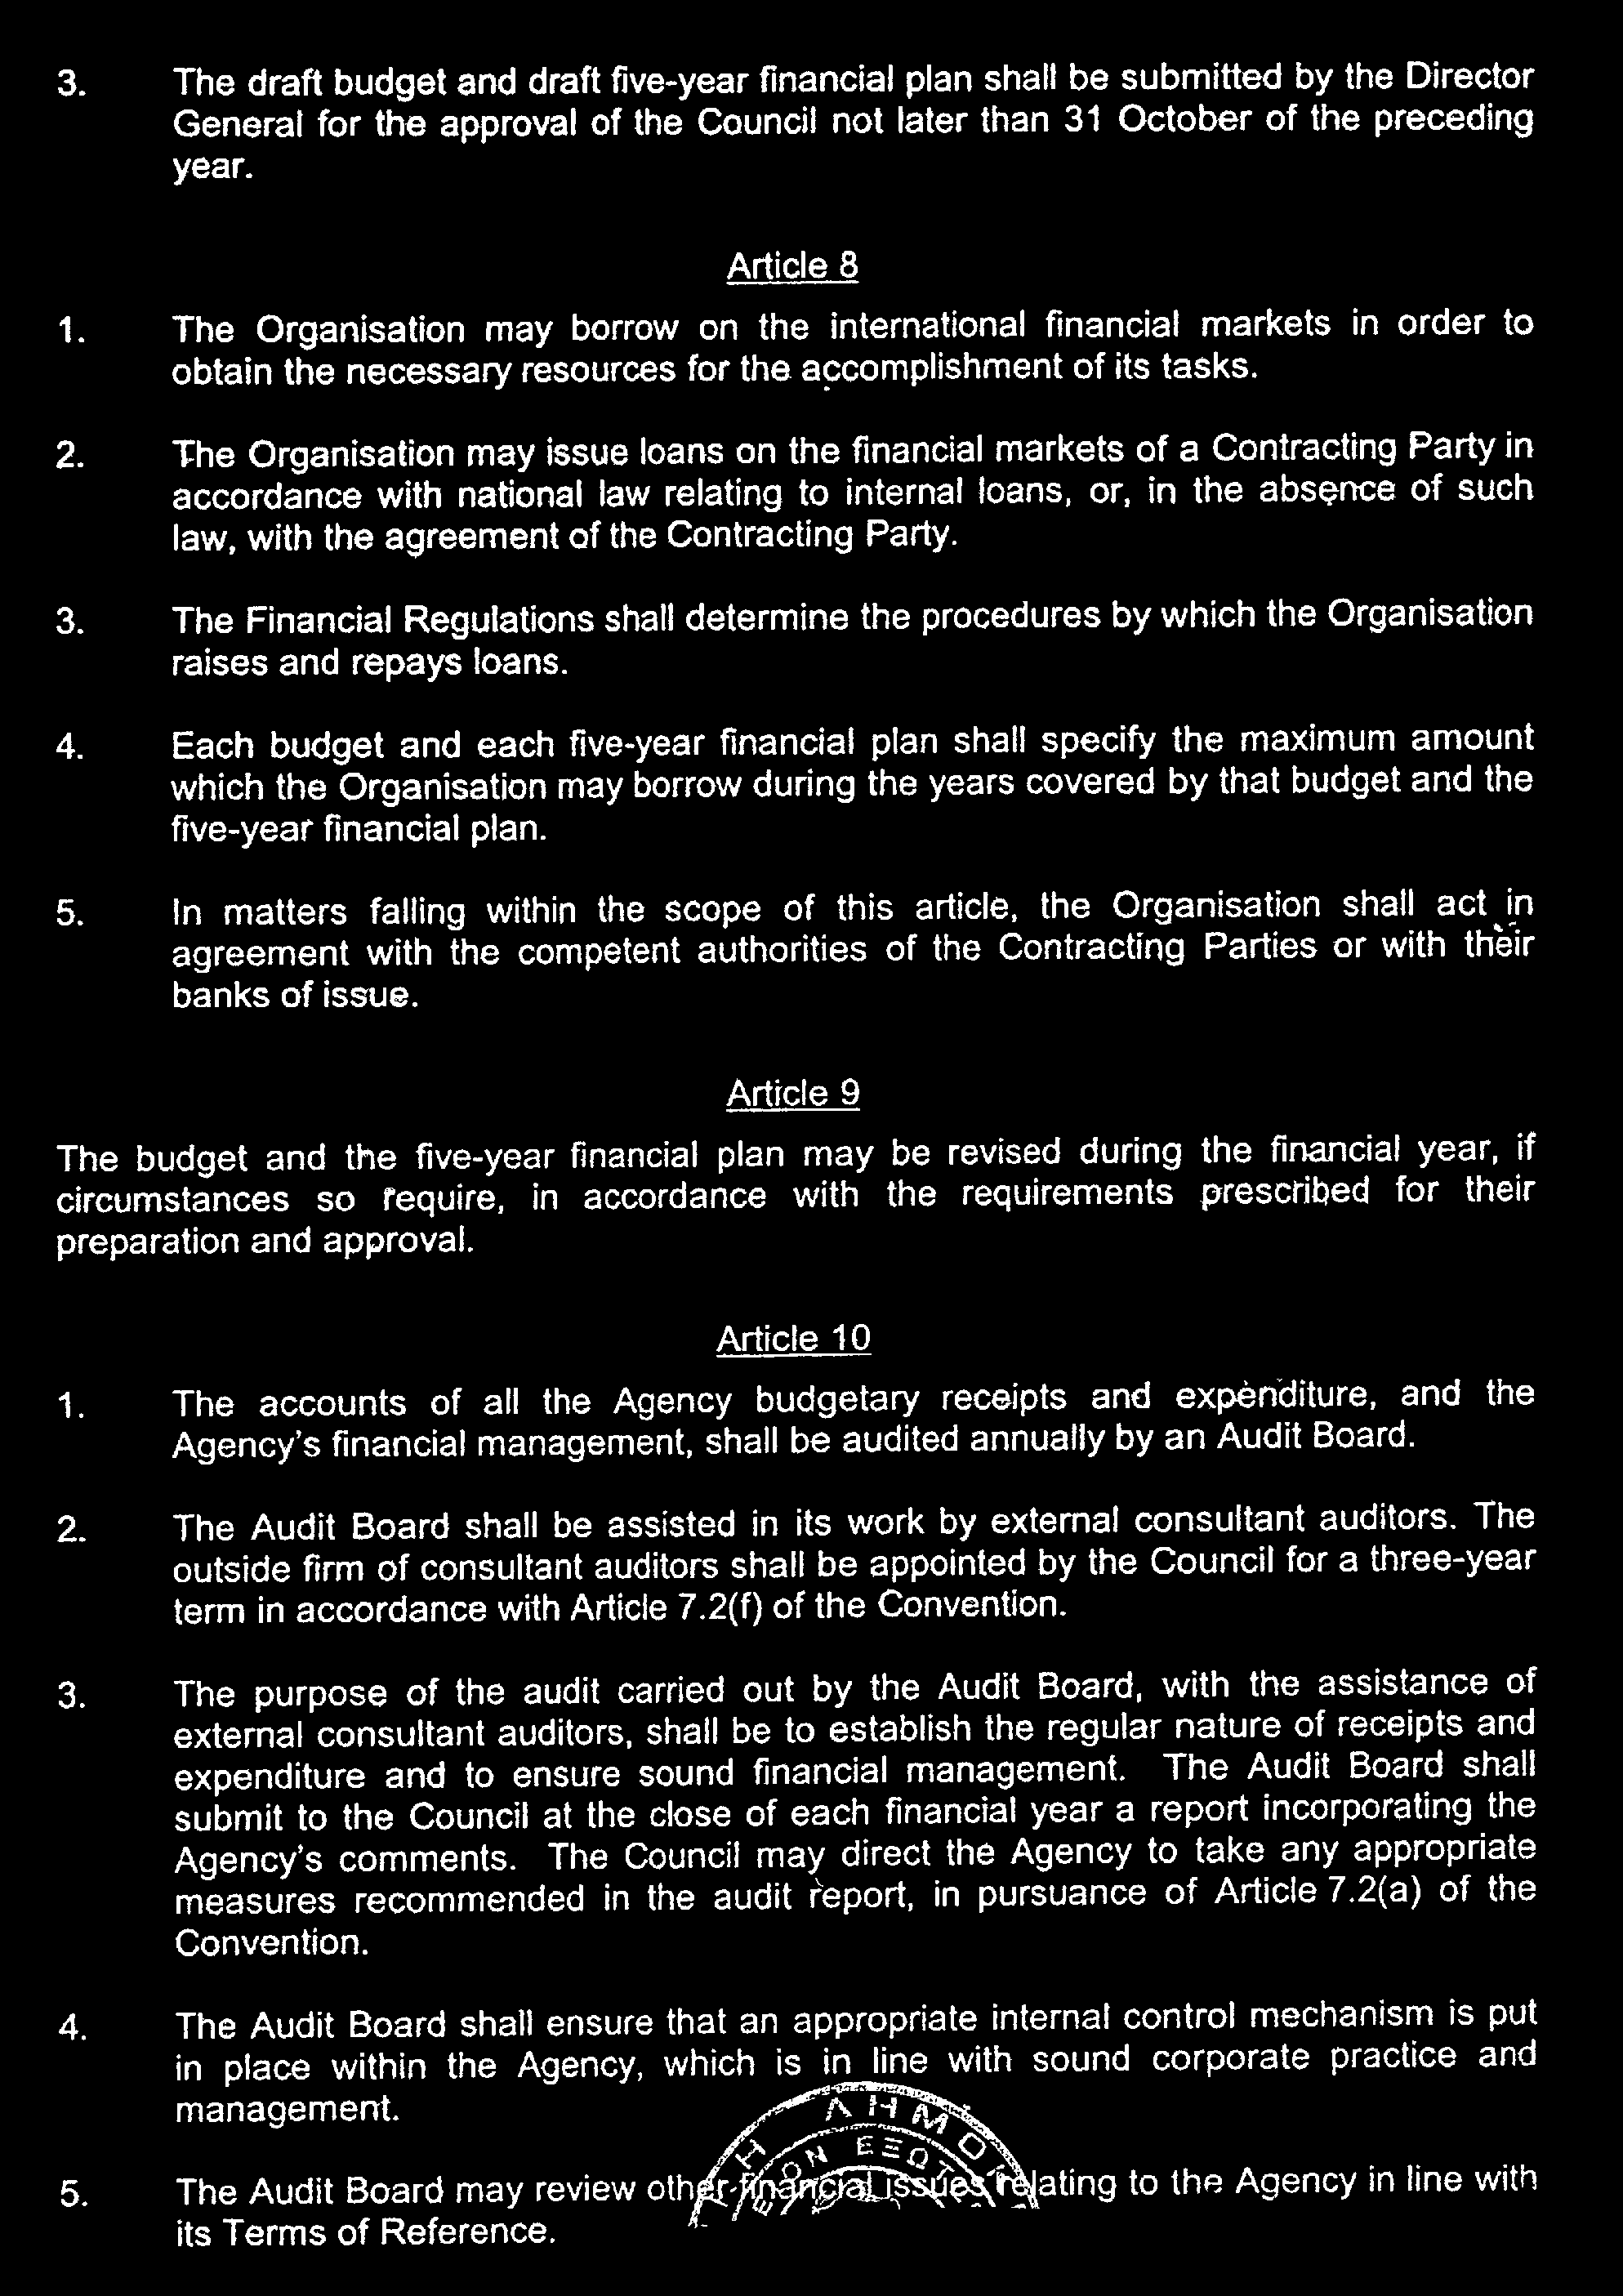 3. The draft budget and draft five-year financial plan shall be submitted by the Director
General for the approval of the Council not later than 31 October of the preceding
year.
Article 8
1. The Organisation may borrow on the international financial markets in order to
obtain the necessary resources for the accomplishment of its tasks.
2. The Organisation may issue loans on the financial markets of a Contracting Party in
accordance with national law relating to internal loans, or, in the absence of such
law, with the agreement of the Contracting Party.
3. The Financial Regulations shall determine the procedures by which the Organisation
raises and repays loans.
4. Each budget and each five-year financial plan shall specify the maximum amount
which the Organisation may borrow during the years covered by that budget and the
five-year financial plan.
5. In matters falling within the scope of this article, the Organisation shall act in
agreement with the competent authorities of the Contracting Parties or with their
banks of issue.
Article 9
The budget and the five-year financial plan may be revised during the financial year, if
circumstances so require, in accordance with the requirements prescribed for their
preparation and approval.
Article 10
1. The accounts of all the Agency budgetary receipts and expenditure, and the
Agency's financial management, shall be audited annually by an Audit Board.
2. The Audit Board shall be assisted in its work by external consultant auditors. The
outside firm of consultant auditors shall be appointed by the Council for a three-year
term in accordance with Article 7.2(f) of the Convention.
3. The purpose of the audit carried out by the Audit Board, with the assistance of
external consultant auditors, shall be to establish the regular nature of receipts and
expenditure and to ensure sound financial management. The Audit Board shall
submit to the Council at the close of each financial year a report incorporating the
Agency's comments. The Council may direct the Agency to take any appropriate
measures recommended in the audit report, in pursuance of Article 7.2(a) of the
Convention.
4. The Audit Board shall ensure that an appropriate internal control mechanism is put
in place within the Agency, which is in line with sound corporate practice and
management.
5. The Audit Board may review other financial issues relating to the Agency in line with
its Terms of Reference.